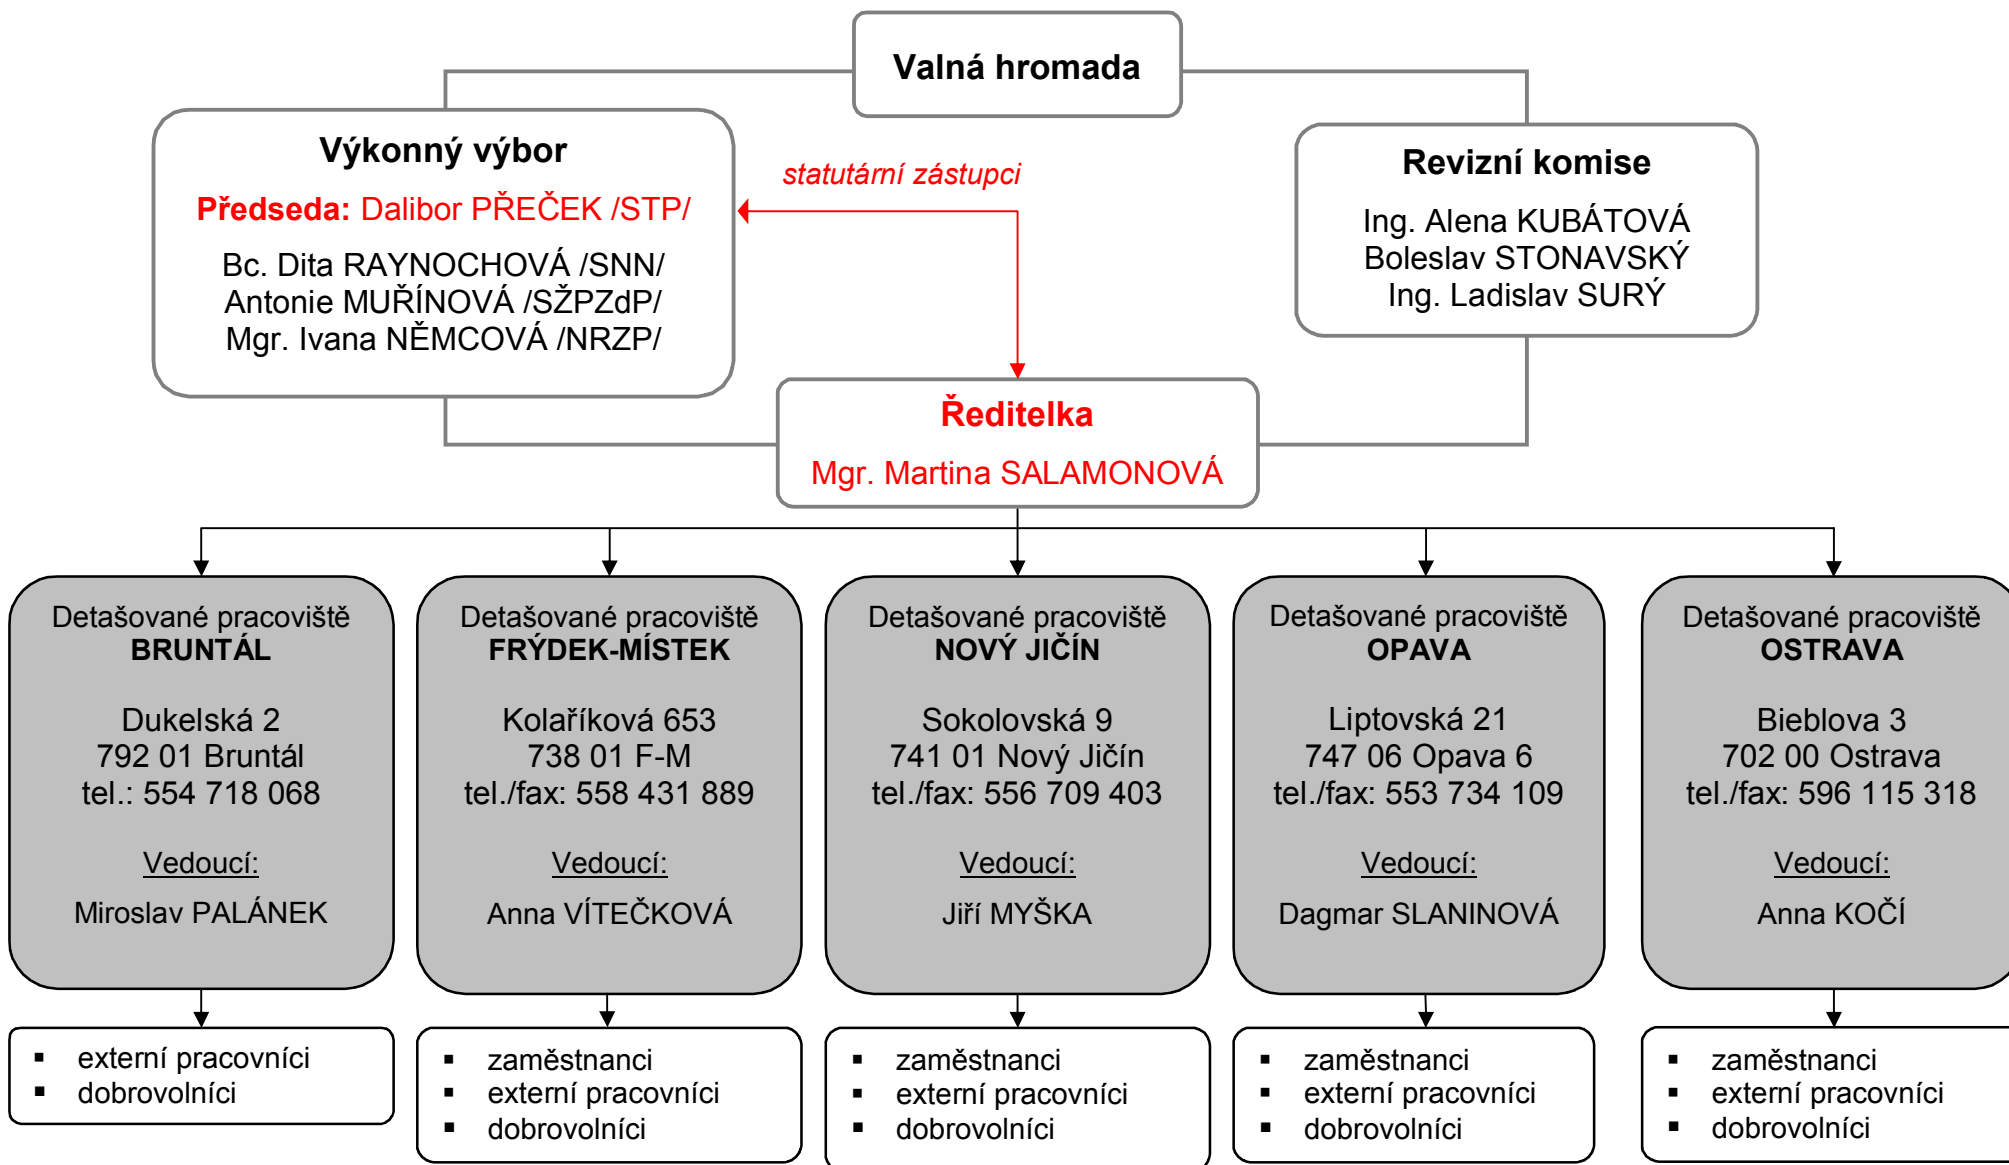 Valná hromada
Výkonný výbor
Předseda: Dalibor PŘEČEK /STP/
Bc. Dita RAYNOCHOVÁ /SNN/
Antonie MUŘÍNOVÁ /SŽPZdP/
Mgr. Ivana NĚMCOVÁ /NRZP/
statutární zástupci
Revizní komise
Ing. Alena KUBÁTOVÁ
Boleslav STONAVSKÝ
Ing. Ladislav SURÝ
Ředitelka
Mgr. Martina SALAMONOVÁ
Detašované pracoviště
BRUNTÁL
Dukelská 2
792 01 Bruntál
tel.: 554 718 068
Vedoucí:
Miroslav PALÁNEK
Detašované pracoviště
FRÝDEK-MÍSTEK
Kolaříková 653
738 01 F-M
tel./fax: 558 431 889
Vedoucí:
Anna VÍTEČKOVÁ
Detašované pracoviště
NOVÝ JIČÍN
Sokolovská 9
741 01 Nový Jičín
tel./fax: 556 709 403
Vedoucí:
Jiří MYŠKA
Detašované pracoviště
OPAVA
Liptovská 21
747 06 Opava 6
tel./fax: 553 734 109
Vedoucí:
Dagmar SLANINOVÁ
Detašované pracoviště
OSTRAVA
Bieblova 3
702 00 Ostrava
tel./fax: 596 115 318
Vedoucí:
Anna KOČÍ
▪ externí pracovníci
▪ dobrovolníci
▪ zaměstnanci
▪ externí pracovníci
▪ dobrovolníci
▪ zaměstnanci
▪ externí pracovníci
▪ dobrovolníci
▪ zaměstnanci
▪ externí pracovníci
▪ dobrovolníci
▪ zaměstnanci
▪ externí pracovníci
▪ dobrovolníci